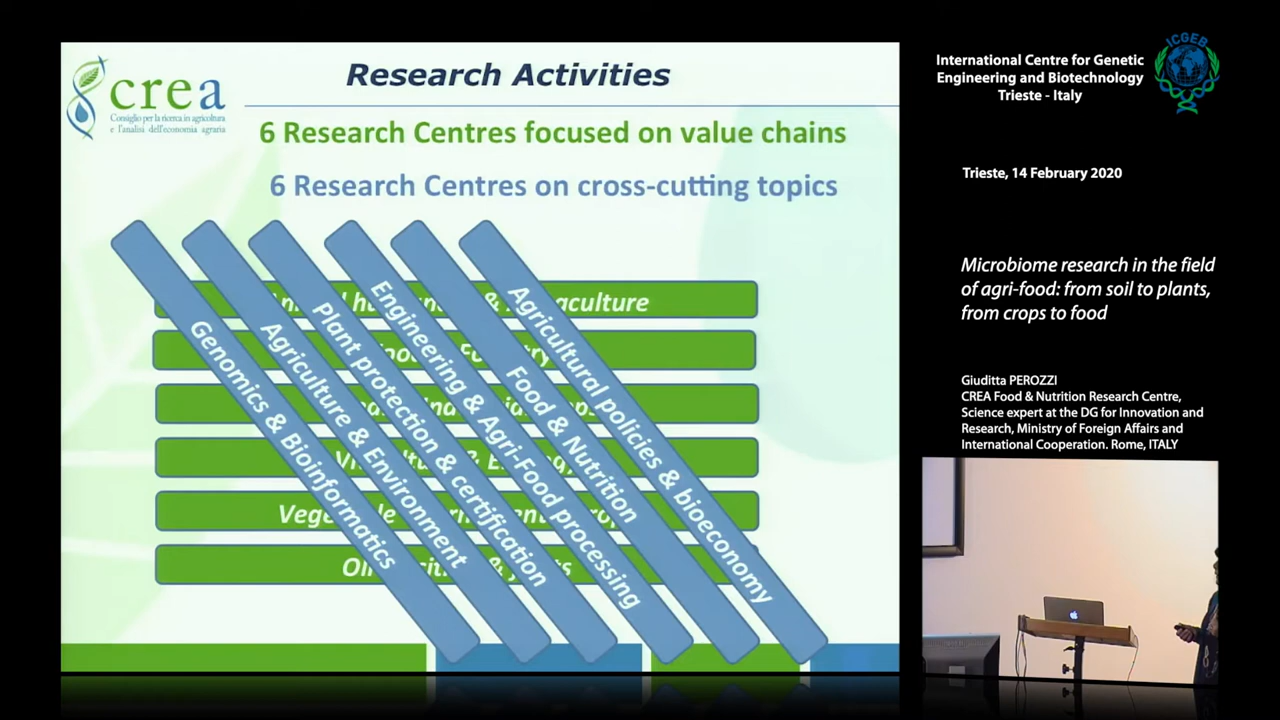 crea
Consiglio per la ricerca in agricoltura
e l'analisi dell'economia agraria
Research Activities
6 Research Centres focused on value chains
6 Research Centres on cross-cutting topics
Genomics & Bioinformatics
Agriculture & Environment
Plant protection & certification
Engineering & Agri-Food processing
Food & Nutrition
Agricultural policies & bioeconomy
&
&
&
ICGEB
International Centre for Genetic
Engineering and Biotechnology
Trieste - Italy
Trieste, 14 February 2020
Microbiome research in the field
of agri-food: from soil to plants,
from crops to food
Giuditta PEROZZI
CREA Food & Nutrition Research Centre,
Science expert at the DG for Innovation and
Research, Ministry of Foreign Affairs and
International Cooperation. Rome, ITALY